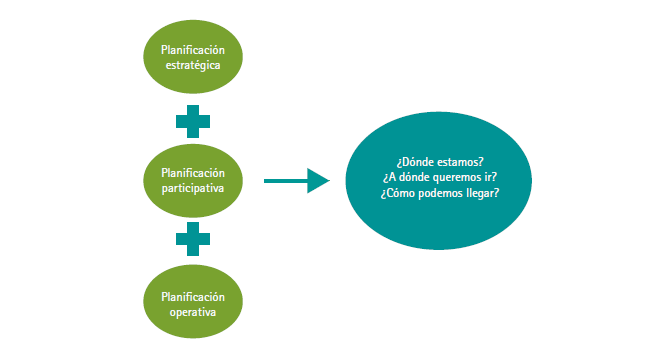 Planificación
estratégica
Planificación
participativa
Planificación
operativa
¿Dónde estamos?
¿A dónde queremos ir?
¿Cómo podemos llegar?